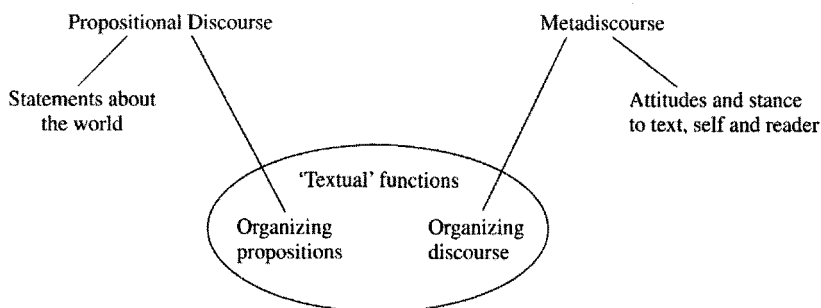 Propositional Discourse
Metadiscourse
Statements about
the world
Attitudes and stance
to text, self and reader
'Textual' functions
Organizing
propositions
Organizing
discourse